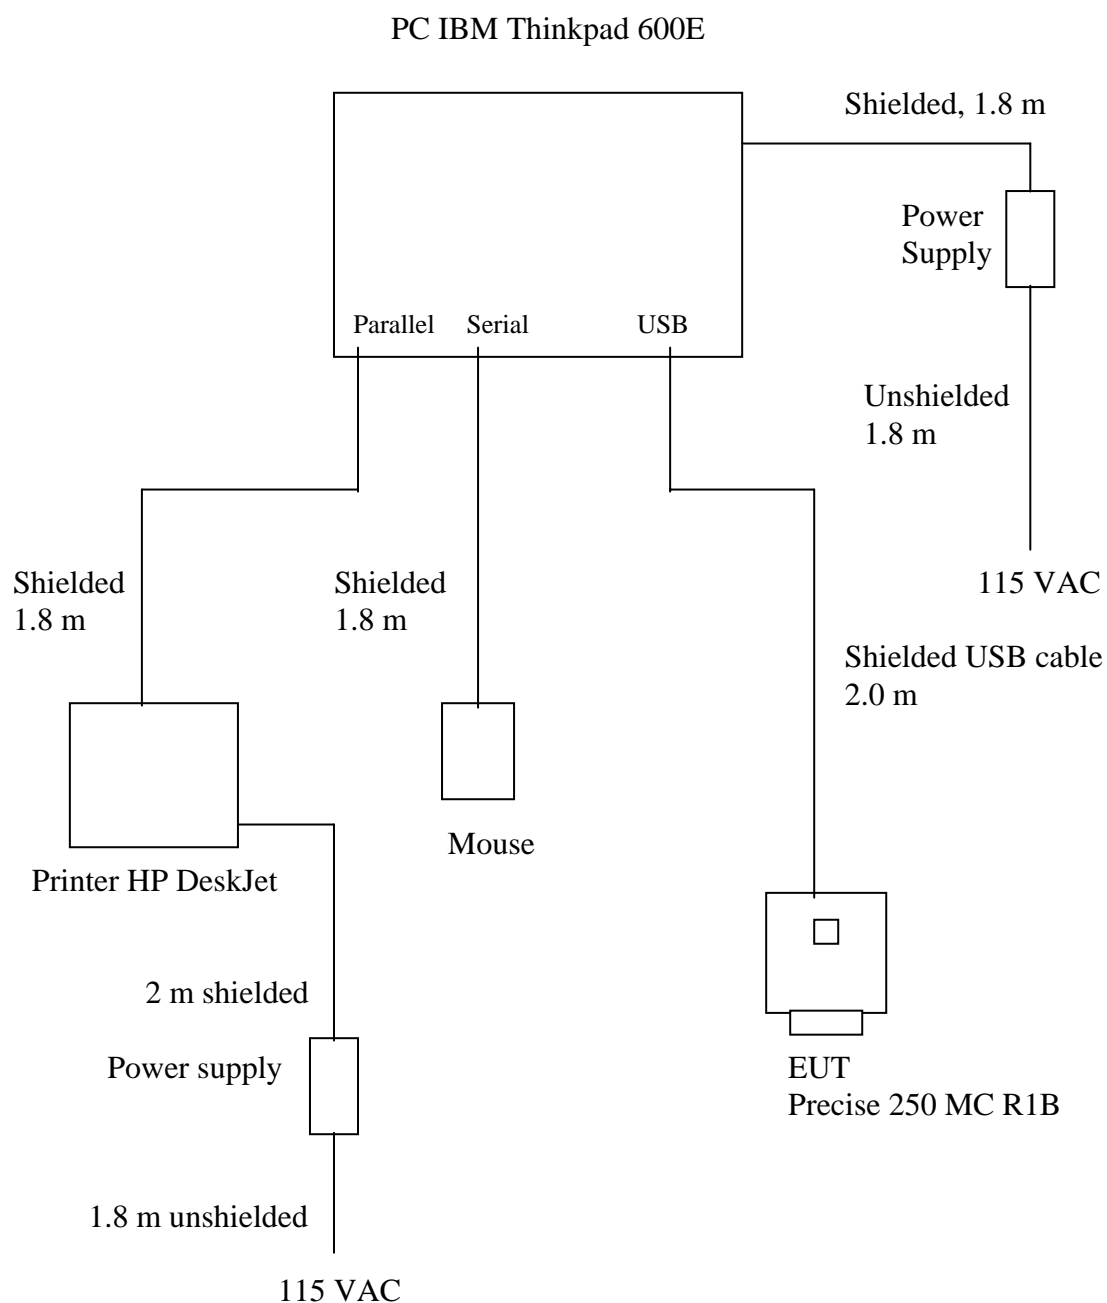 PC IBM Thinkpad 600E
Shielded, 1.8 m
Power
Supply
Parallel
Serial
USB
Unshielded
1.8 m
115 VAC
Shielded
1.8 m
Shielded
1.8 m
Shielded USB cable
2.0 m
Mouse
Printer HP DeskJet
2 m shielded
Power supply
EUT
Precise 250 MC R1B
1.8 m unshielded
115 VAC